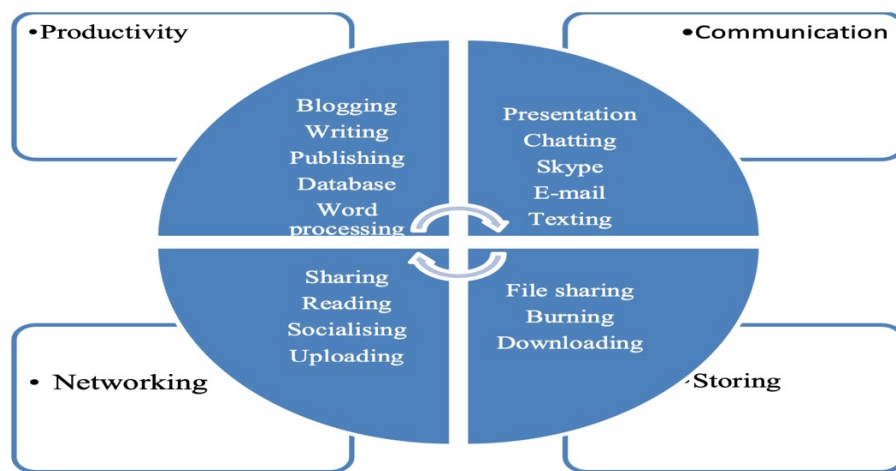 •Productivity
•Communication
Blogging
Writing
Publishing
Database
Word
processing
Presentation
Chatting
Skype
E-mail
Texting
Sharing
Reading
Socialising
Uploading
File sharing
Burning
Downloading
• Networking
•Storing